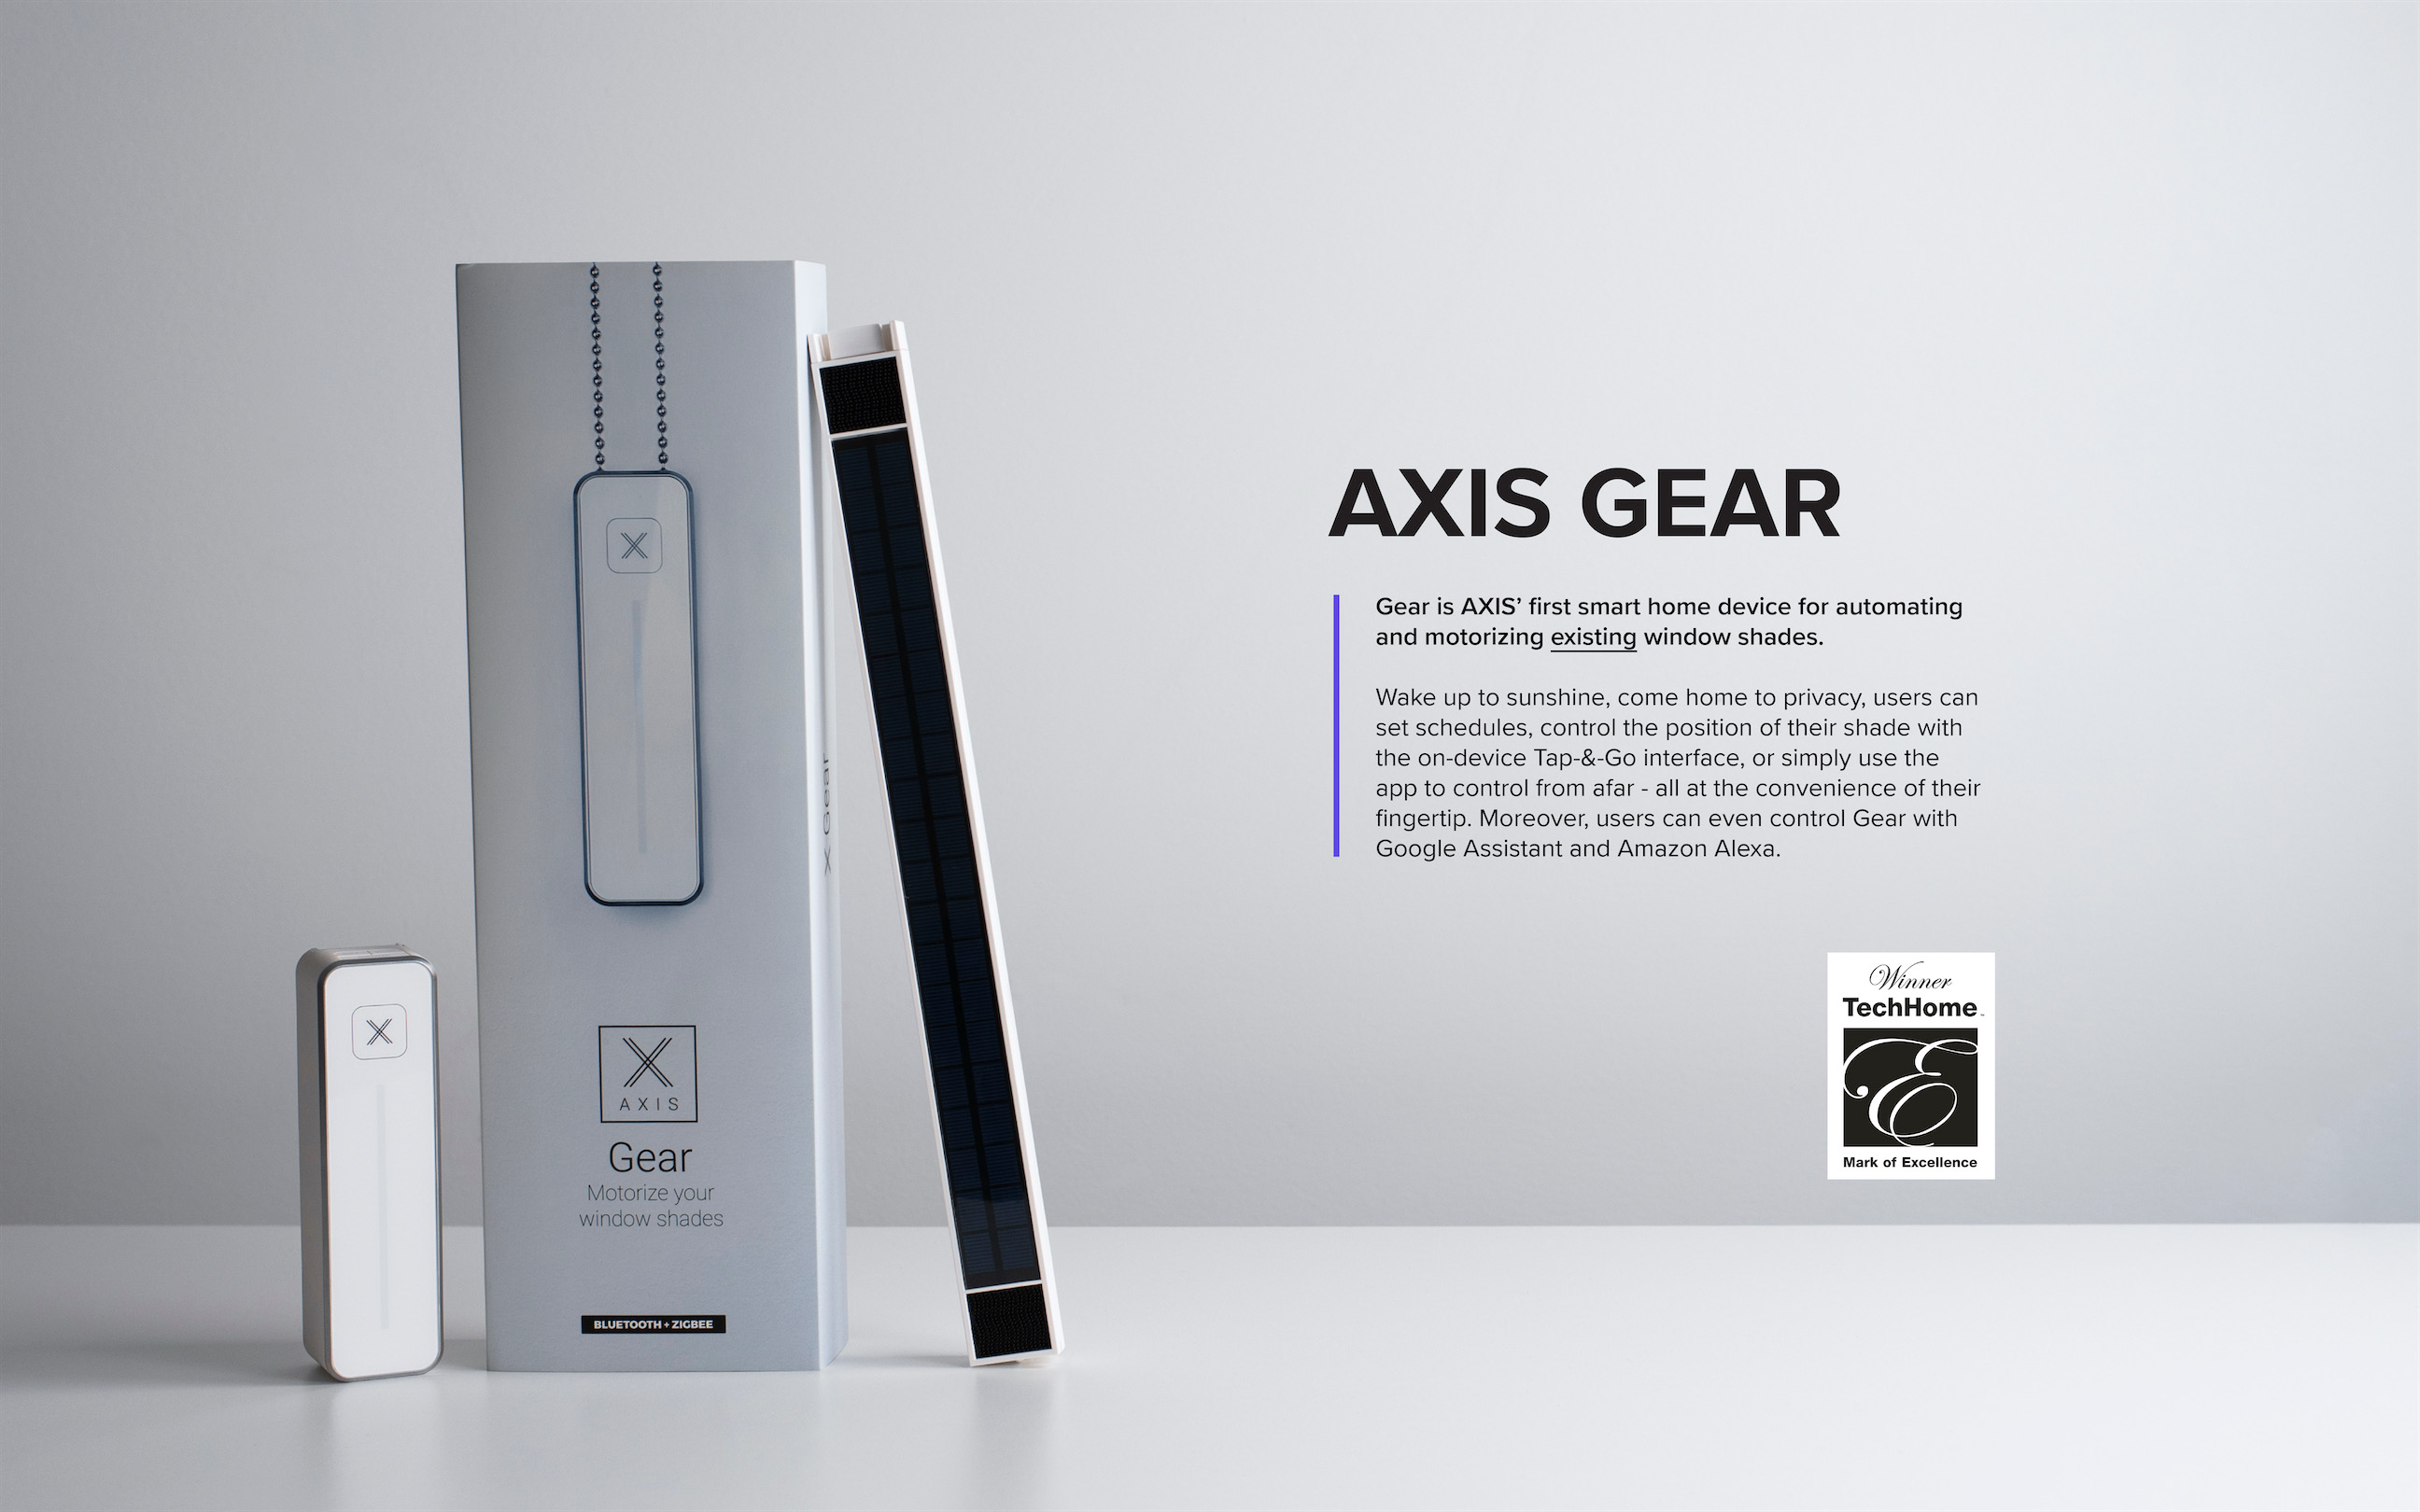 AXIS GEAR
Gear is AXIS’ first smart home device for automating
and motorizing existing window shades.
Wake up to sunshine, come home to privacy, users can
set schedules, control the position of their shade with
the on-device Tap-&-Go interface, or simply use the
app to control from afar - all at the convenience of their
fingertip. Moreover, users can even control Gear with
Google Assistant and Amazon Alexa.
Winner
TechHome
E
Mark of Excellence
X
X
AXIS
Gear
Motorize your
window shades
BLUETOOTH + ZIGBEE
X Gear
X